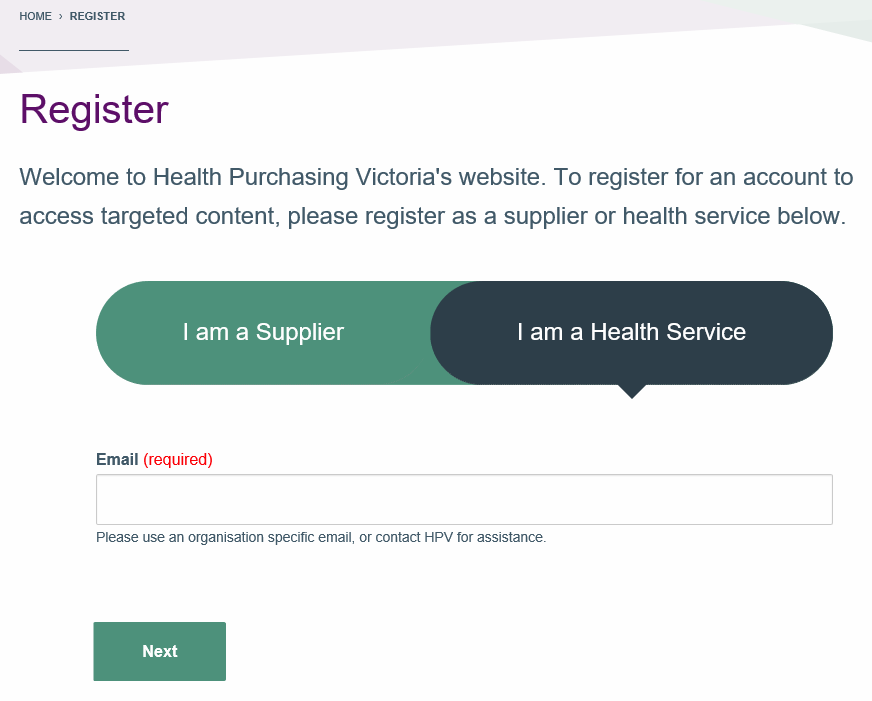 HOME › REGISTER
Register
Welcome to Health Purchasing Victoria's website. To register for an account to
access targeted content, please register as a supplier or health service below.
I am a Supplier
I am a Health Service
Email (required)
Please use an organisation specific email, or contact HPV for assistance.
Next